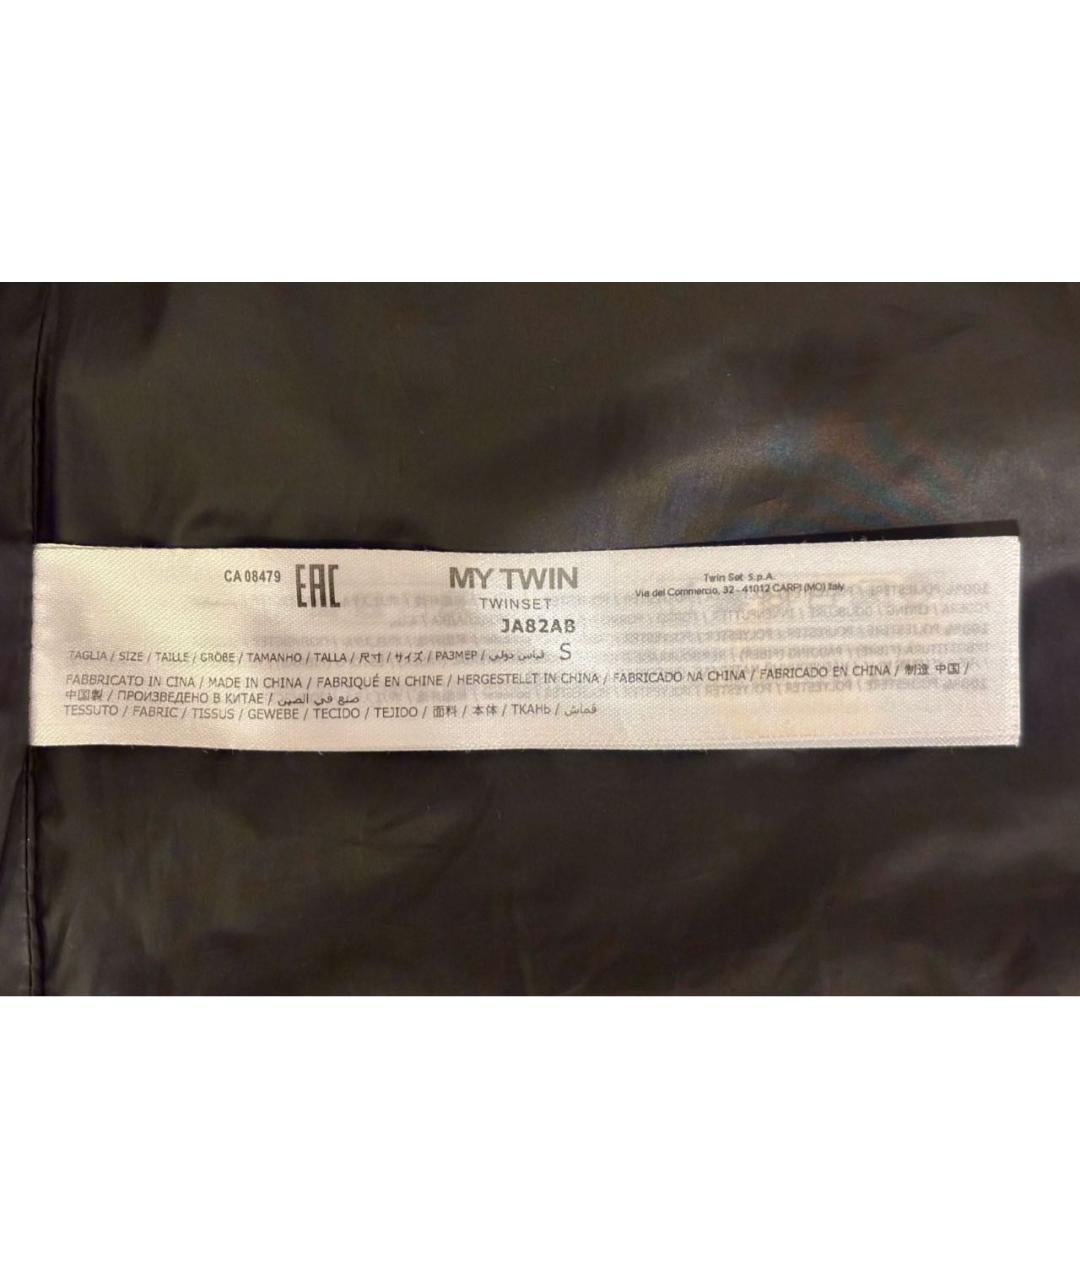 CA 08479 EAC
MY TWIN
TWINSET
JA82AB
Twin Set S.p.A.
Via del Commercio, 32 - 41012 CARPI (MO) Italy
TAGLIA / SIZE / TAILLE / GRÖBE / TAMANHO / TALLA / 尺寸 / サイズ / РАЗМЕР / قياس دولي S
FABBRICATO IN CINA / MADE IN CHINA / FABRIQUÉ EN CHINE / HERGESTELLT IN CHINA / FABRICADO NA CHINA / FABRICADO EN CHINA / 制造 中国 /
中国製 / ПРОИЗВЕДЕНО В КИТАЕ / صنع في الصين
TESSUTO / FABRIC / TISSUS / GEWEBE / TECIDO / TEJIDO / 面料 / 本体 / ТКАНЬ / قماش